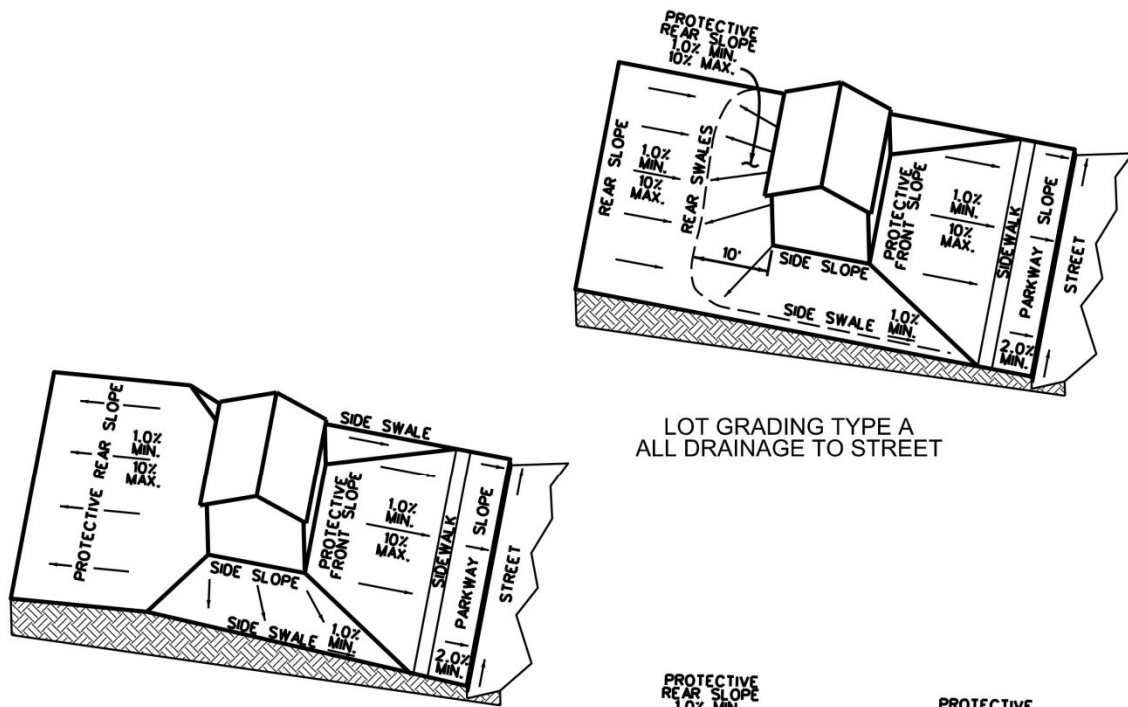 PROTECTIVE
REAR SLOPE
1.0% MIN.
10% MAX.
REAR SLOPE
1.0%
MIN.
10%
MAX.
REAR SWALES
10'
SIDE SLOPE
SIDE SWALE
1.0%
MIN.
PROTECTIVE
FRONT SLOPE
1.0%
MIN.
10%
MAX.
SIDEWALK
PARKWAY SLOPE
2.0%
MIN.
STREET
LOT GRADING TYPE A
ALL DRAINAGE TO STREET
PROTECTIVE REAR SLOPE
1.0%
MIN.
10%
MAX.
SIDE SWALE
SIDE SLOPE
SIDE SWALE
1.0%
MIN.
PROTECTIVE
FRONT SLOPE
1.0%
MIN.
10%
MAX.
SIDEWALK
PARKWAY SLOPE
2.0%
MIN.
STREET
PROTECTIVE
REAR SLOPE
1.0% MIN.
PROTECTIVE